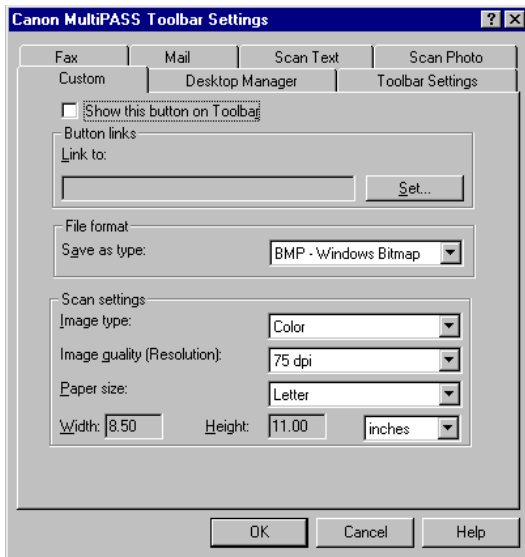 Canon MultiPASS Toolbar Settings
Fax Mail Scan Text Scan Photo
Custom Desktop Manager Toolbar Settings
Show this button on Toolbar
Button links
Link to:
Set...
File format
Save as type: BMP - Windows Bitmap
Scan settings
Image type: Color
Image quality (Resolution): 75 dpi
Paper size: Letter
Width: 8.50 Height: 11.00 inches
OK Cancel Help